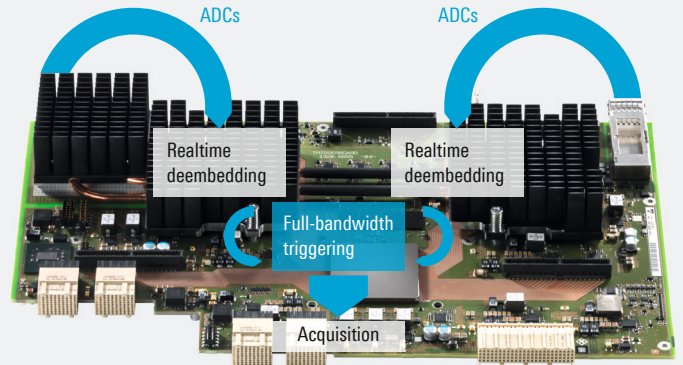 ADCs
ADCs
Realtime
deembedding
Realtime
deembedding
Full-bandwidth
triggering
Acquisition